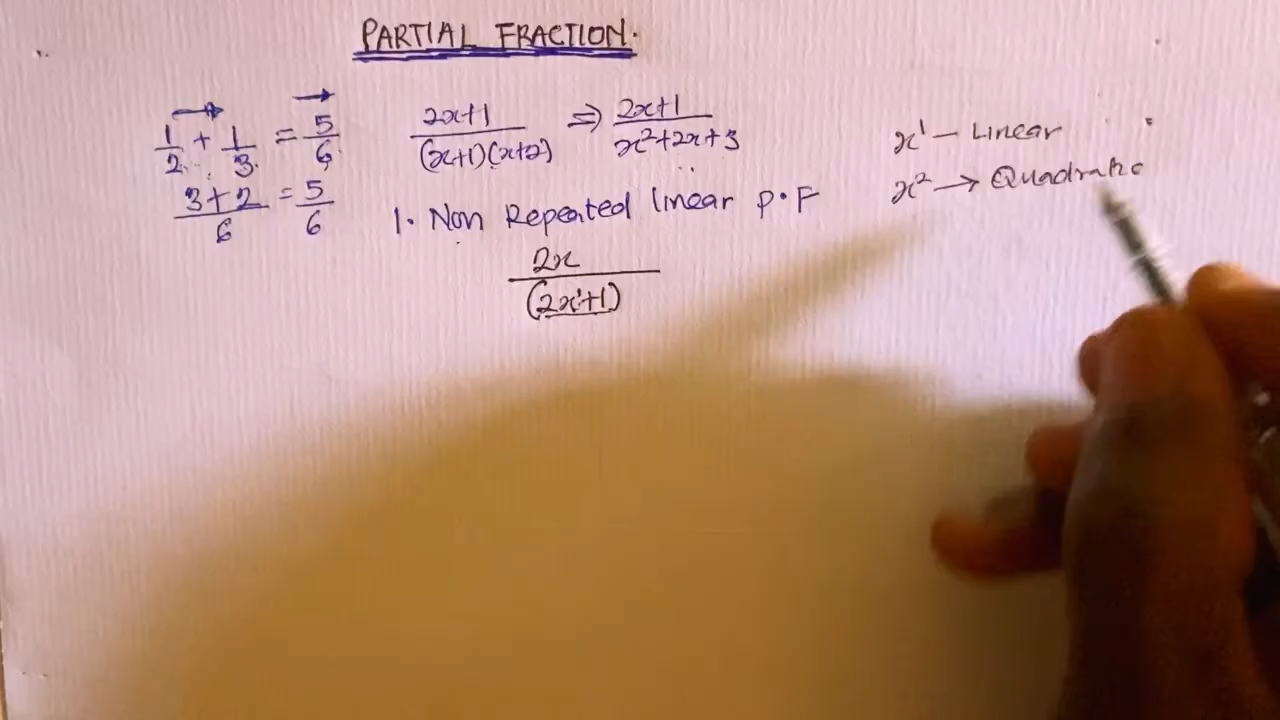 PARTIAL FRACTION.
1/2 + 1/3 = 5/6
(3+2)/6 = 5/6
(2x+1)/((x+1)(x+2)) ⇒ (2x+1)/(x²+2x+3)
1. Non Repeated linear P.F
2x/(2x¹+1)
x¹ – Linear
x² → Quadratic